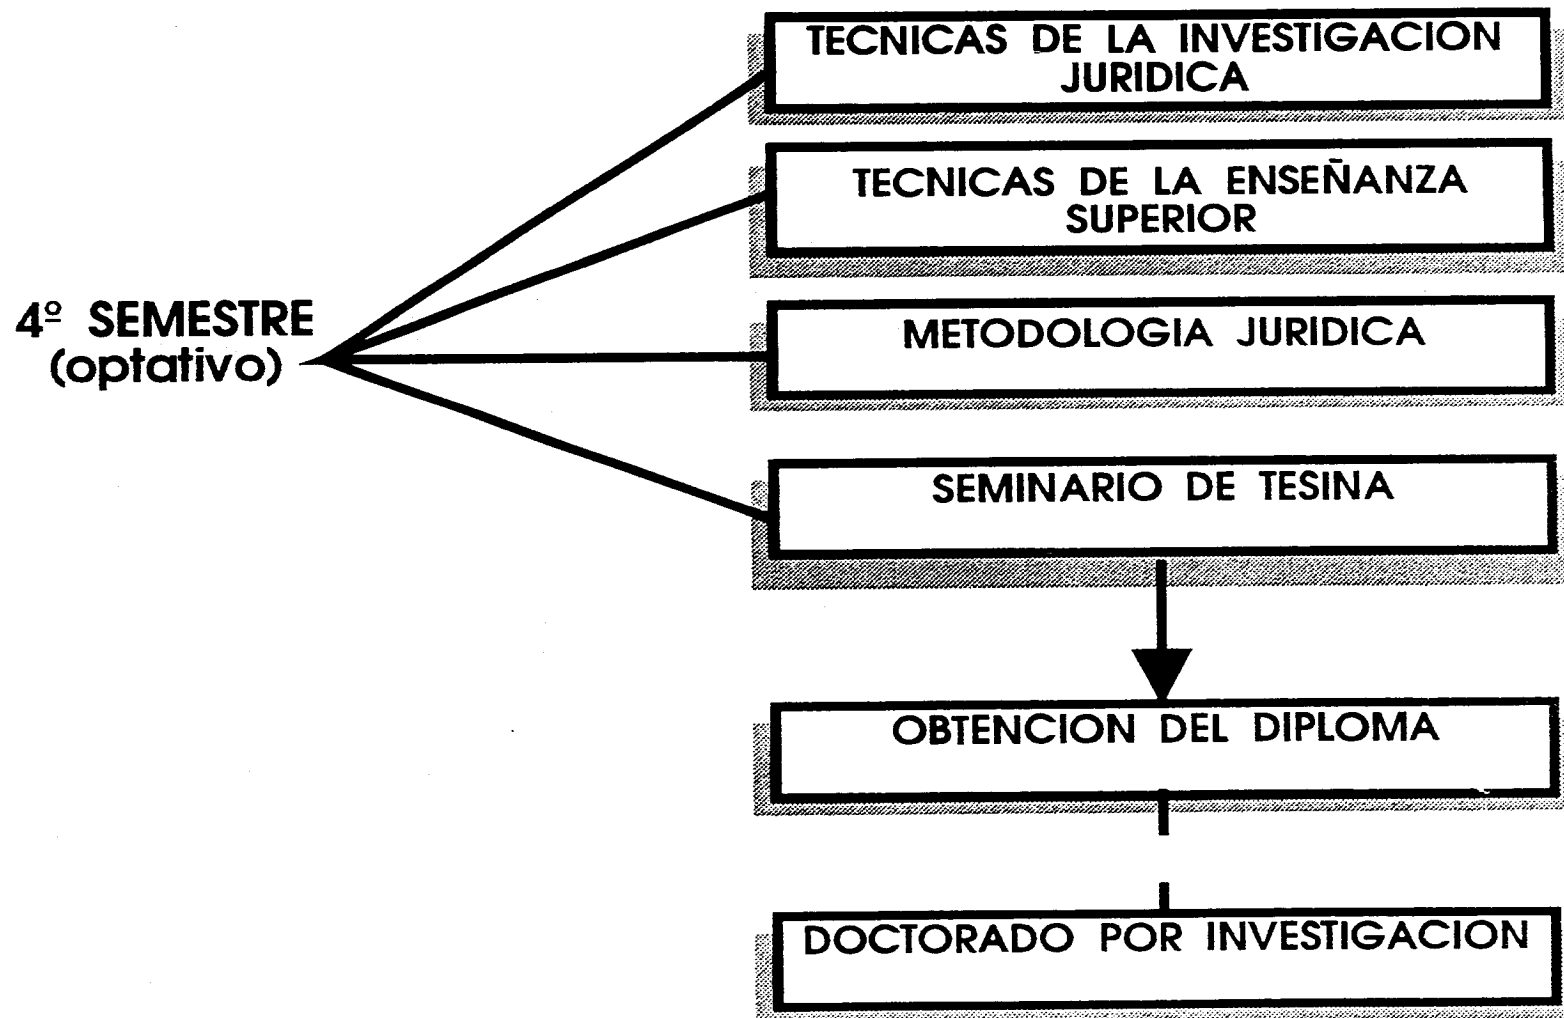 TECNICAS DE LA INVESTIGACION
JURIDICA
TECNICAS DE LA ENSEÑANZA
SUPERIOR
4º SEMESTRE
(optativo)
METODOLOGIA JURIDICA
SEMINARIO DE TESINA
OBTENCION DEL DIPLOMA
DOCTORADO POR INVESTIGACION